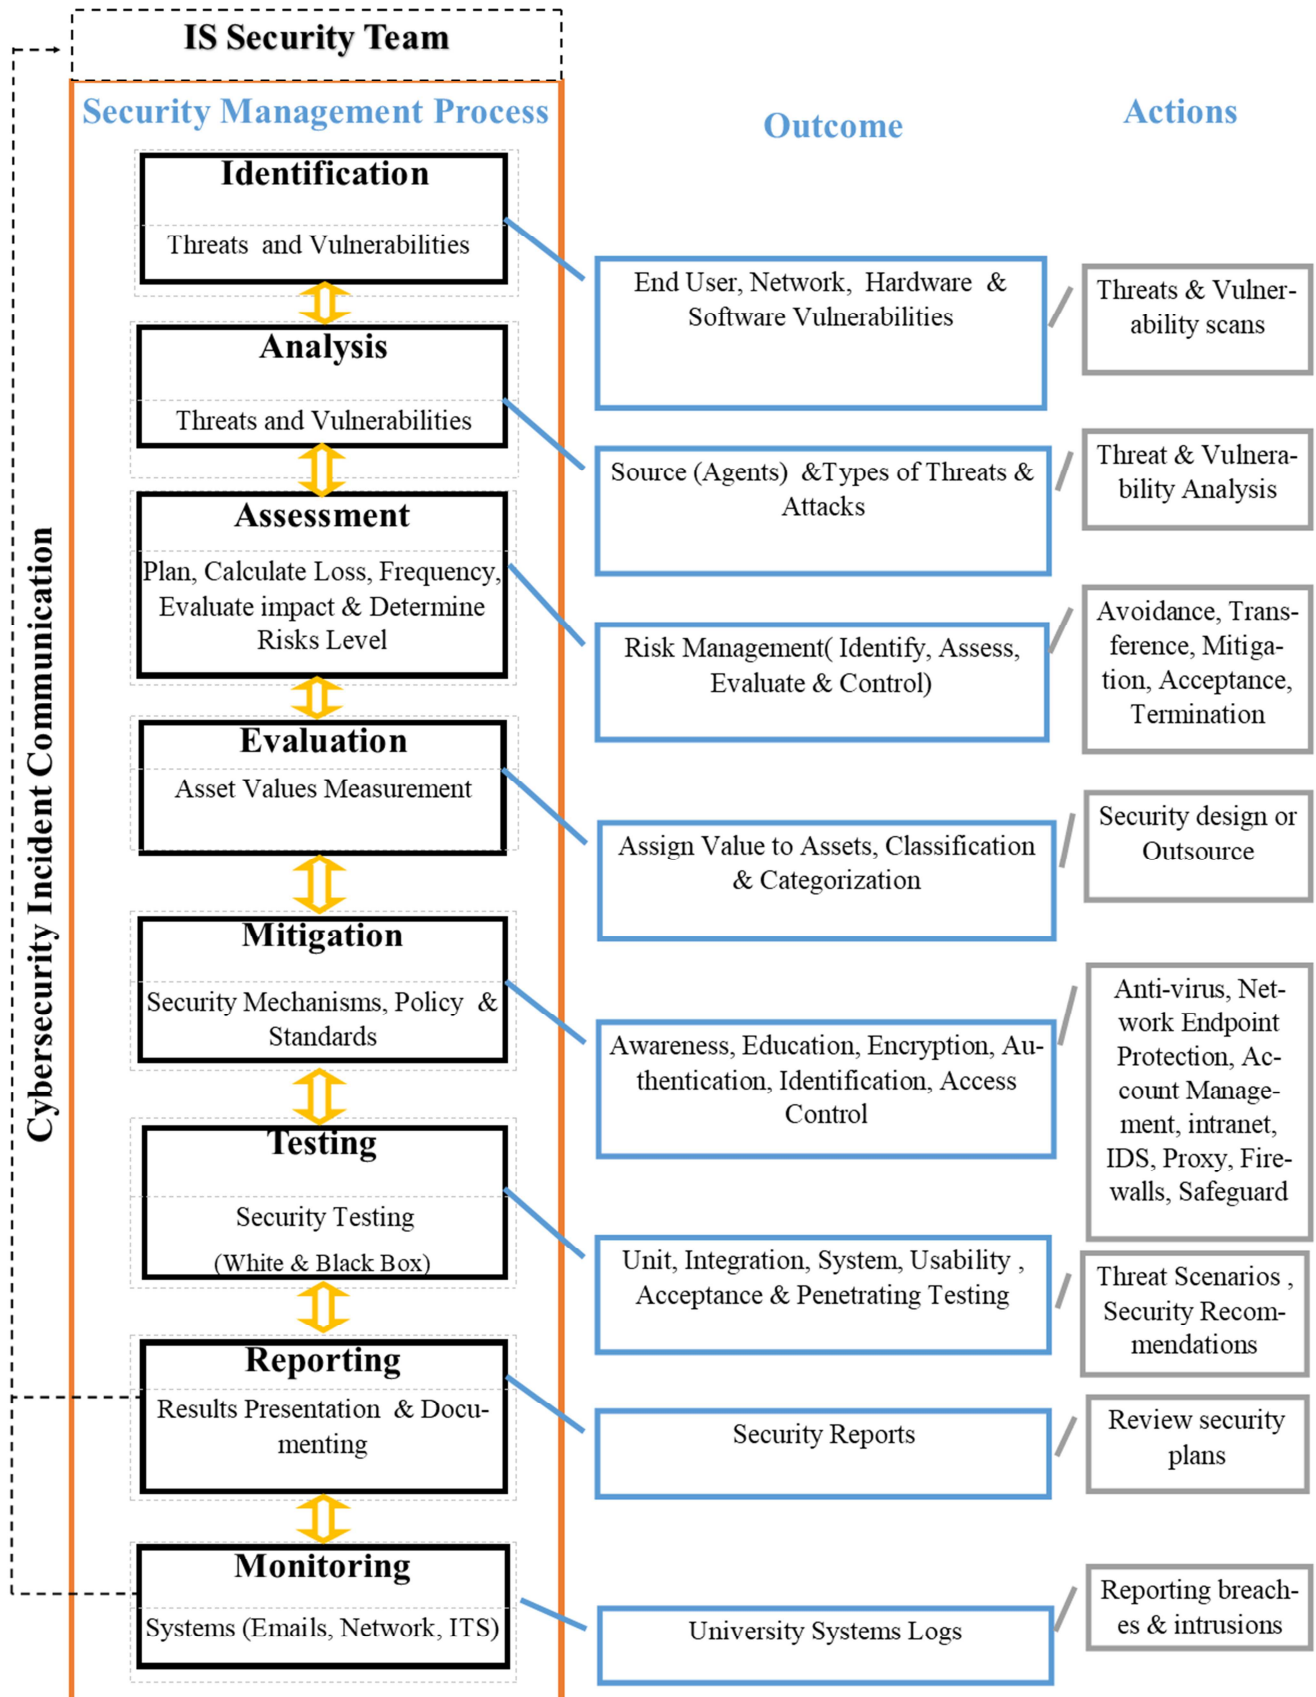 IS Security Team
Security Management Process
Outcome
Actions
Cybersecurity Incident Communication
Identification
Threats and Vulnerabilities
End User, Network, Hardware &
Software Vulnerabilities
Threats & Vulner-
ability scans
Analysis
Threats and Vulnerabilities
Source (Agents) &Types of Threats &
Attacks
Threat & Vulnera-
bility Analysis
Assessment
Plan, Calculate Loss, Frequency,
Evaluate impact & Determine
Risks Level
Risk Management( Identify, Assess,
Evaluate & Control)
Avoidance, Trans-
ference, Mitiga-
tion, Acceptance,
Termination
Evaluation
Asset Values Measurement
Assign Value to Assets, Classification
& Categorization
Security design or
Outsource
Mitigation
Security Mechanisms, Policy &
Standards
Awareness, Education, Encryption, Au-
thentication, Identification, Access
Control
Anti-virus, Net-
work Endpoint
Protection, Ac-
count Manage-
ment, intranet,
IDS, Proxy, Fire-
walls, Safeguard
Testing
Security Testing
(White & Black Box)
Unit, Integration, System, Usability ,
Acceptance & Penetrating Testing
Threat Scenarios ,
Security Recom-
mendations
Reporting
Results Presentation & Docu-
menting
Security Reports
Review security
plans
Monitoring
Systems (Emails, Network, ITS)
University Systems Logs
Reporting breach-
es & intrusions